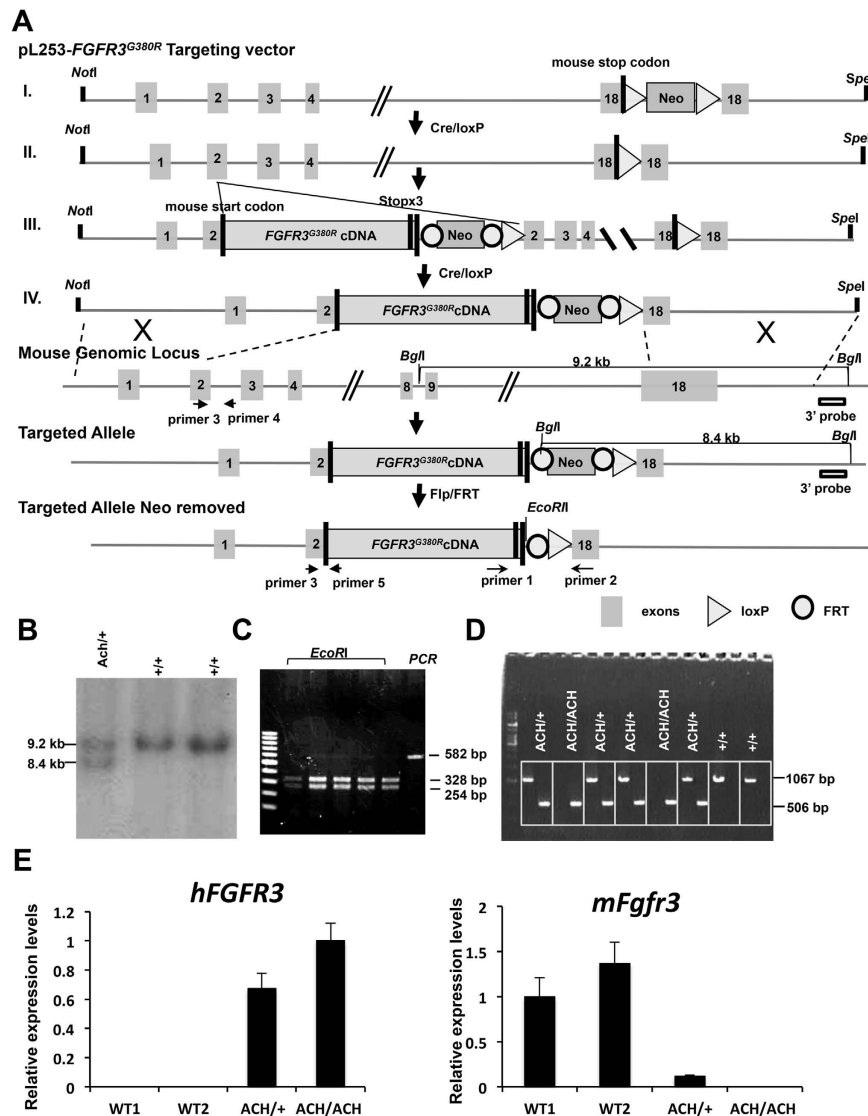 A
pL253-FGFR3G380R Targeting vector
mouse stop codon
NotI
SpeI
I.
1
2
3
4
18
Neo
18
Cre/loxP
NotI
SpeI
II.
1
2
3
4
18
18
Stopx3
mouse start codon
NotI
SpeI
III.
1
2
FGFR3G380R cDNA
Neo
2
3
4
18
18
Cre/loxP
NotI
SpeI
IV.
1
2
FGFR3G380RcDNA
Neo
18
X
X
Mouse Genomic Locus
BglI
9.2 kb
BglI
1
2
3
4
8
9
18
primer 3
primer 4
3' probe
Targeted Allele
BglI
8.4 kb
BglI
1
2
FGFR3G380RcDNA
Neo
18
3' probe
Flp/FRT
Targeted Allele Neo removed
EcoRI
1
2
FGFR3G380RcDNA
18
primer 3
primer 5
primer 1
primer 2
exons
loxP
FRT
B
Ach/+
+/+
+/+
9.2 kb
8.4 kb
C
EcoRI
PCR
582 bp
328 bp
254 bp
D
ACH/+
ACH/ACH
ACH/+
ACH/+
ACH/ACH
ACH/+
+/+
+/+
1067 bp
506 bp
E
hFGFR3
Relative expression levels
1.2
1
0.8
0.6
0.4
0.2
0
WT1
WT2
ACH/+
ACH/ACH
mFgfr3
Relative expression levels
2
1.5
1
0.5
0
WT1
WT2
ACH/+
ACH/ACH